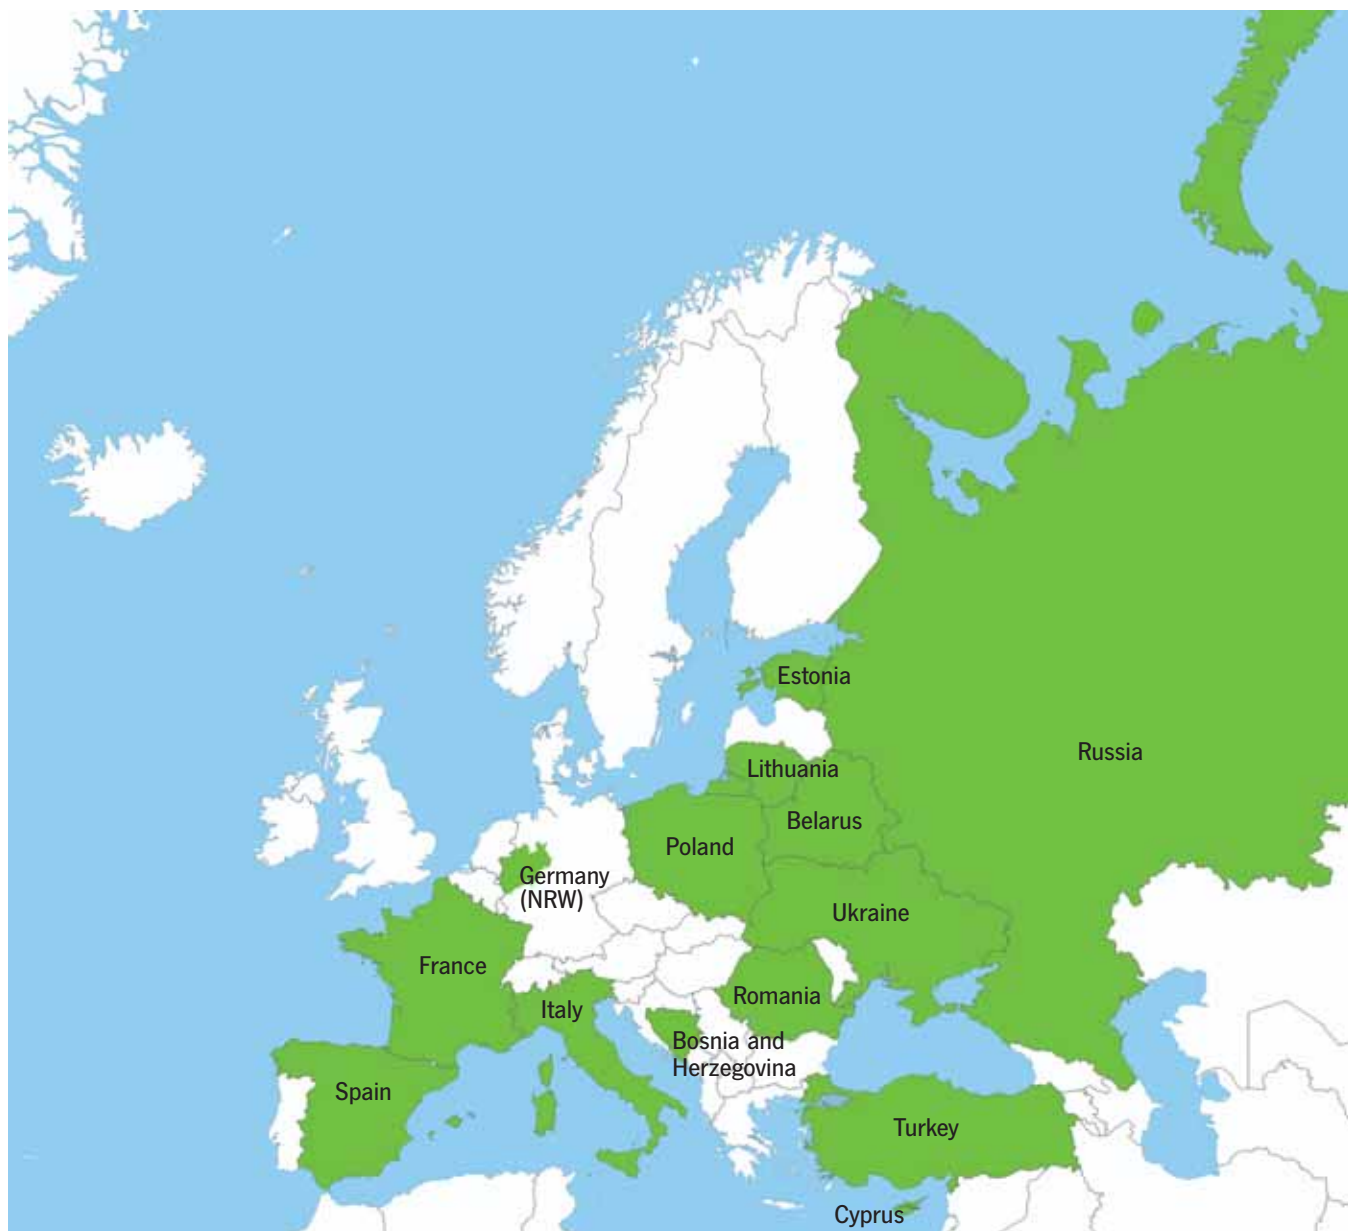 Estonia
Russia
Lithuania
Belarus
Poland
Germany
(NRW)
Ukraine
France
Romania
Italy
Bosnia and
Herzegovina
Spain
Turkey
Cyprus